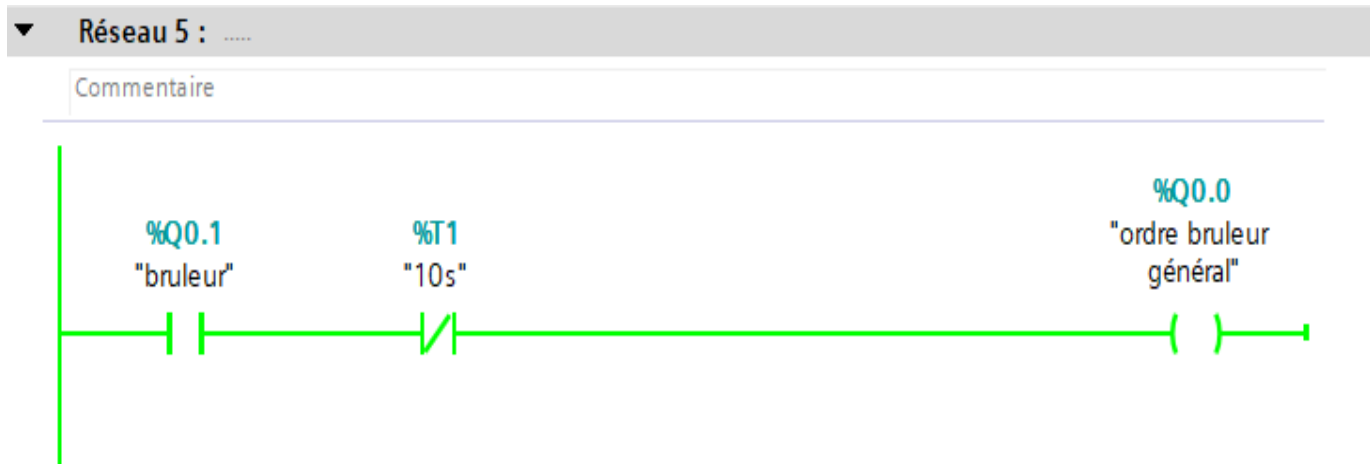 Réseau 5 : .....
Commentaire
%Q0.1
"bruleur"
%T1
"10s"
%Q0.0
"ordre bruleur
général"